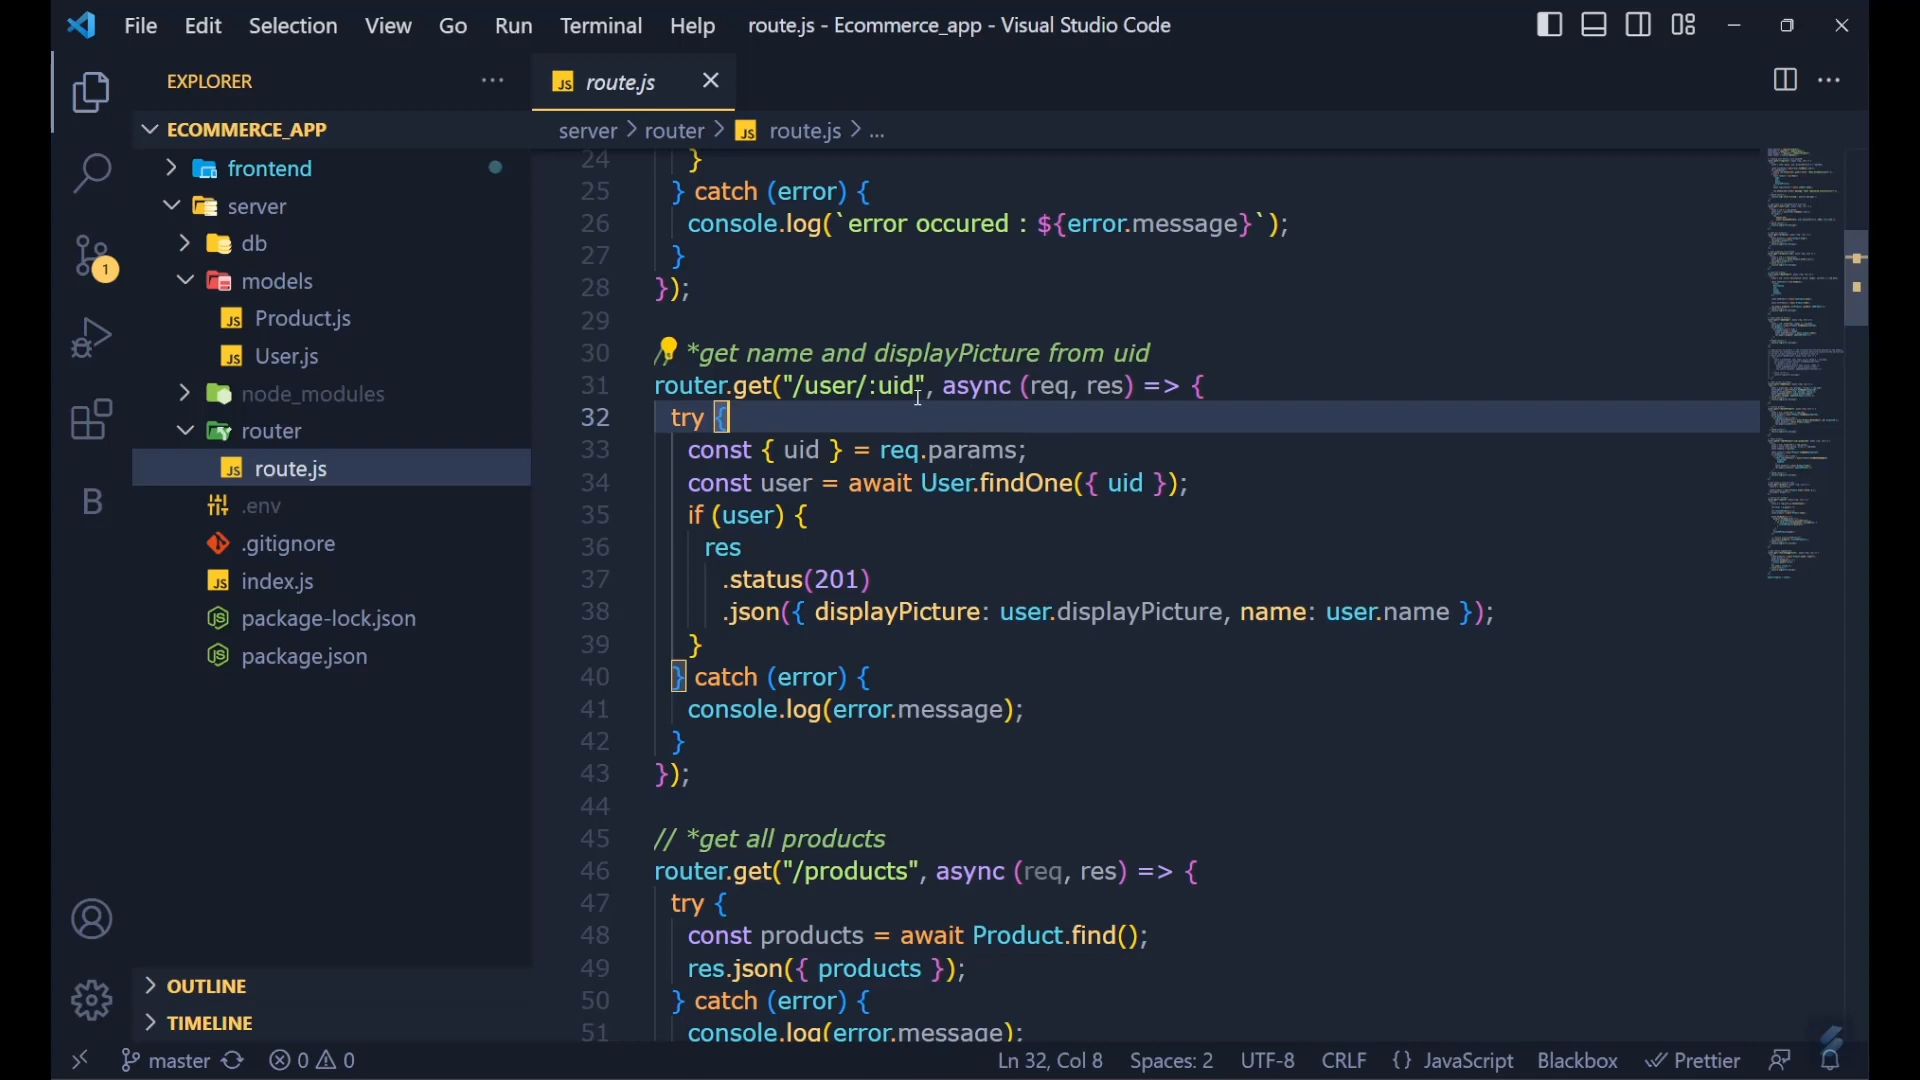 File Edit Selection View Go Run Terminal Help route.js - Ecommerce_app - Visual Studio Code
EXPLORER
route.js
ECOMMERCE_APP
server > router > JS route.js > ...
frontend
server
db
models
JS Product.js
JS User.js
node_modules
router
JS route.js
.env
.gitignore
JS index.js
package-lock.json
package.json
OUTLINE
TIMELINE
1
B
24 }
25 } catch (error) {
26 console.log(`error occured : ${error.message}`);
27 }
28 });
29
30 // *get name and displayPicture from uid
31 router.get("/user/:uid", async (req, res) => {
32 try {
33 const { uid } = req.params;
34 const user = await User.findOne({ uid });
35 if (user) {
36 res
37 .status(201)
38 .json({ displayPicture: user.displayPicture, name: user.name });
39 }
40 } catch (error) {
41 console.log(error.message);
42 }
43 });
44
45 // *get all products
46 router.get("/products", async (req, res) => {
47 try {
48 const products = await Product.find();
49 res.json({ products });
50 } catch (error) {
51 console.log(error.message);
master 0 0 Ln 32, Col 8 Spaces: 2 UTF-8 CRLF {} JavaScript Blackbox Prettier